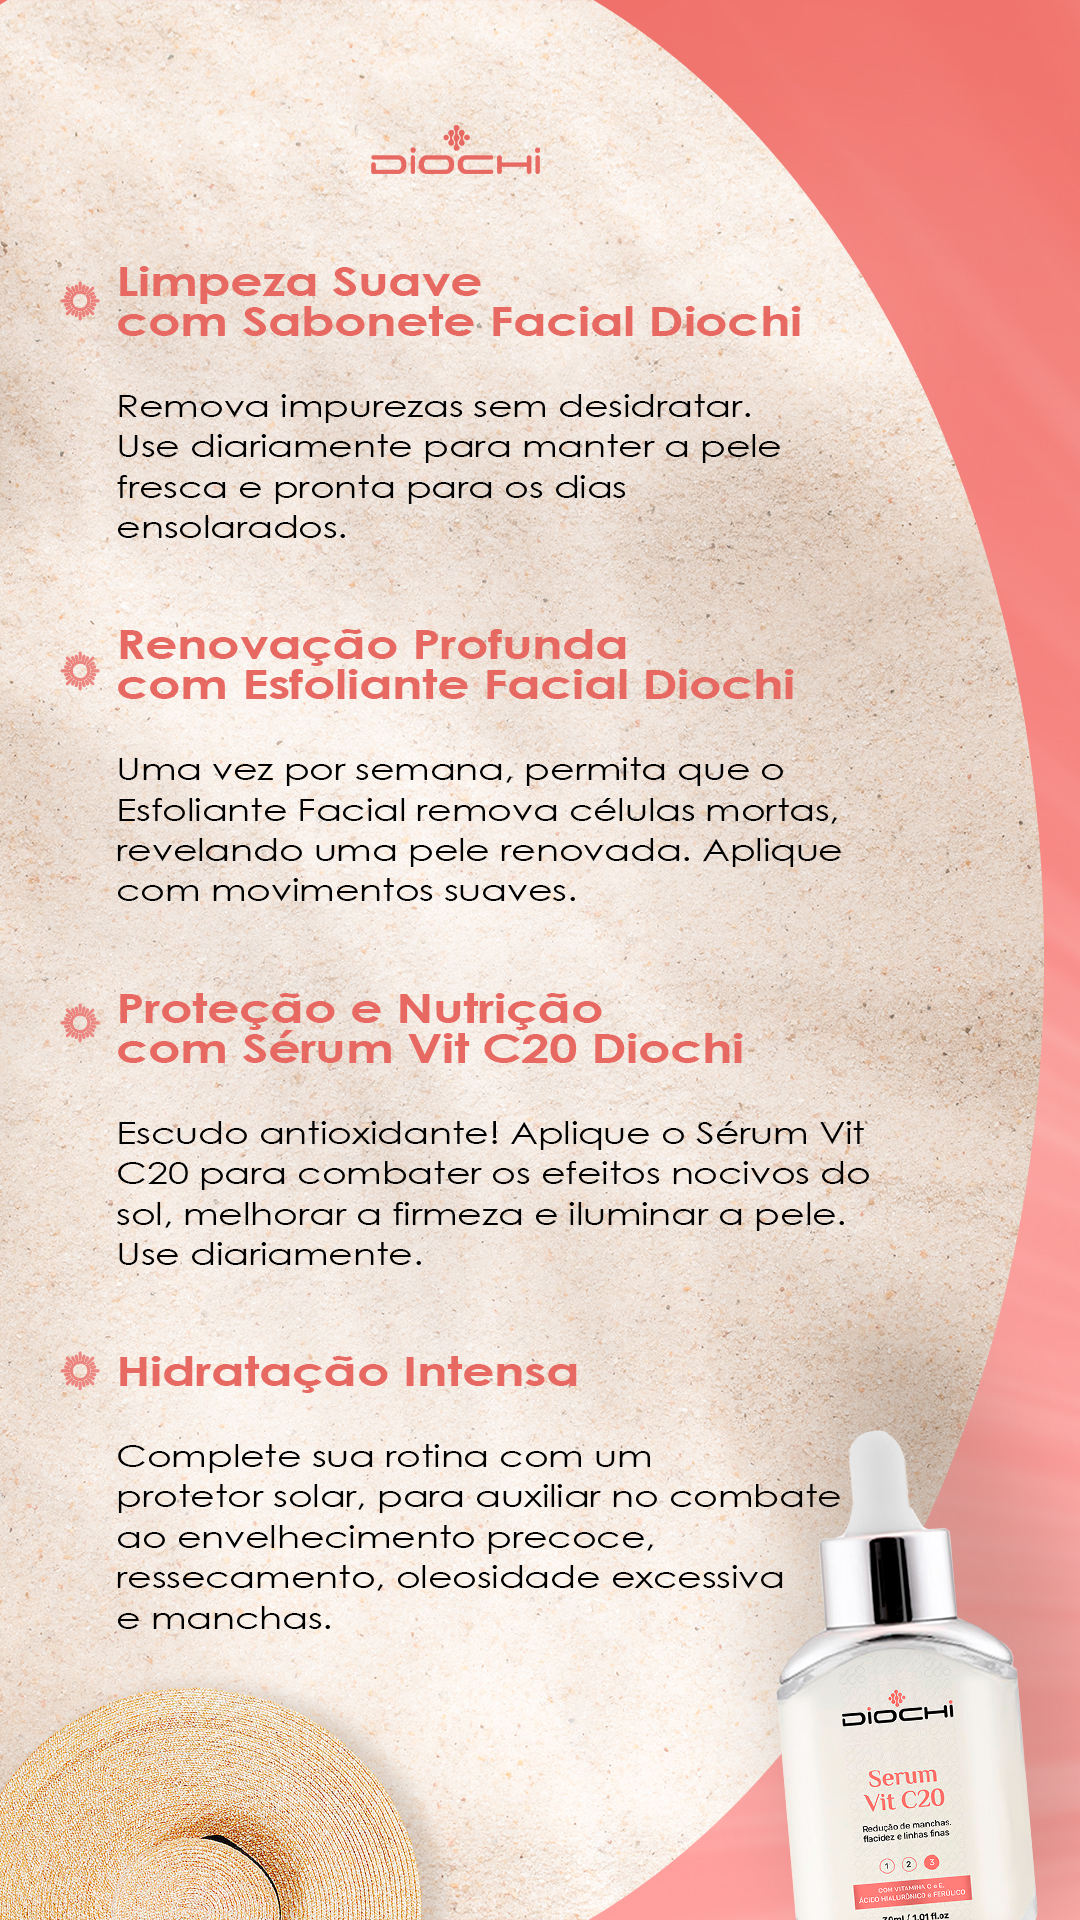 DIOCHI
Limpeza Suave
com Sabonete Facial Diochi
Remova impurezas sem desidratar.
Use diariamente para manter a pele
fresca e pronta para os dias
ensolarados.
Renovação Profunda
com Esfoliante Facial Diochi
Uma vez por semana, permita que o
Esfoliante Facial remova células mortas,
revelando uma pele renovada. Aplique
com movimentos suaves.
Proteção e Nutrição
com Sérum Vit C20 Diochi
Escudo antioxidante! Aplique o Sérum Vit
C20 para combater os efeitos nocivos do
sol, melhorar a firmeza e iluminar a pele.
Use diariamente.
Hidratação Intensa
Complete sua rotina com um
protetor solar, para auxiliar no combate
ao envelhecimento precoce,
ressecamento, oleosidade excessiva
e manchas.
DIOCHI
Serum
Vit C20
Redução de manchas,
flacidez e linhas finas
1 2 3
COM VITAMINA C e E,
ÁCIDO HIALURÔNICO e FERÚLICO
30ml / 1.01 fl.oz